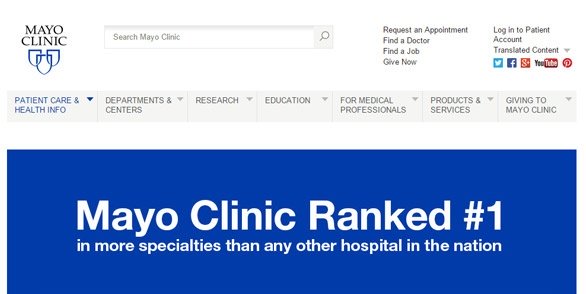 MAYO
CLINIC
Search Mayo Clinic
Request an Appointment
Find a Doctor
Find a Job
Give Now
Log in to Patient
Account
Translated Content
You Tube
PATIENT CARE &
HEALTH INFO
DEPARTMENTS &
CENTERS
RESEARCH
EDUCATION
FOR MEDICAL
PROFESSIONALS
PRODUCTS &
SERVICES
GIVING TO
MAYO CLINIC
Mayo Clinic Ranked #1
in more specialties than any other hospital in the nation